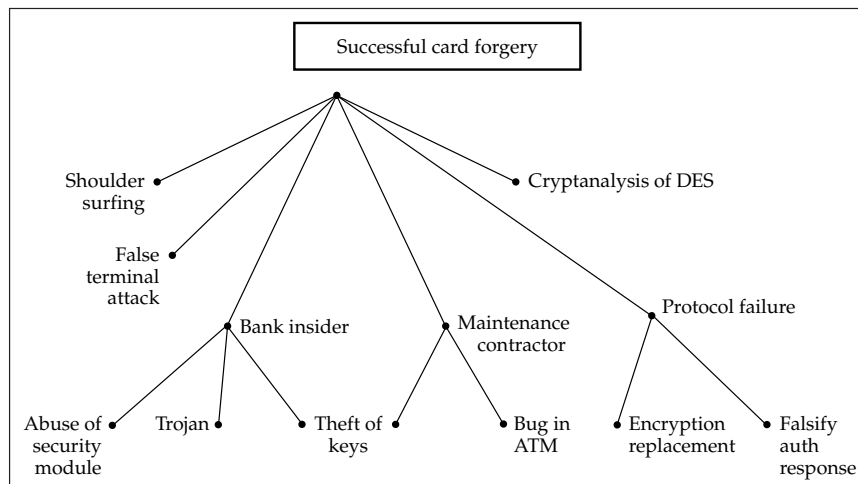 Successful card forgery
Shoulder
surfing
Cryptanalysis of DES
False
terminal
attack
Bank insider
Maintenance
contractor
Protocol failure
Abuse of
security
module
Trojan
Theft of
keys
Bug in
ATM
Encryption
replacement
Falsify
auth
response